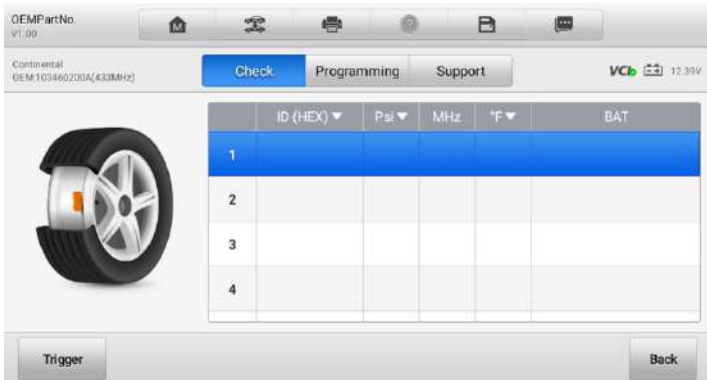 OEMPartNo.
V1.00
Continental
OEM:103460200A(433MHz)
Check
Programming
Support
VCI 12.39V
ID (HEX) ▼ Psi ▼ MHz °F ▼ BAT
1
2
3
4
Trigger
Back